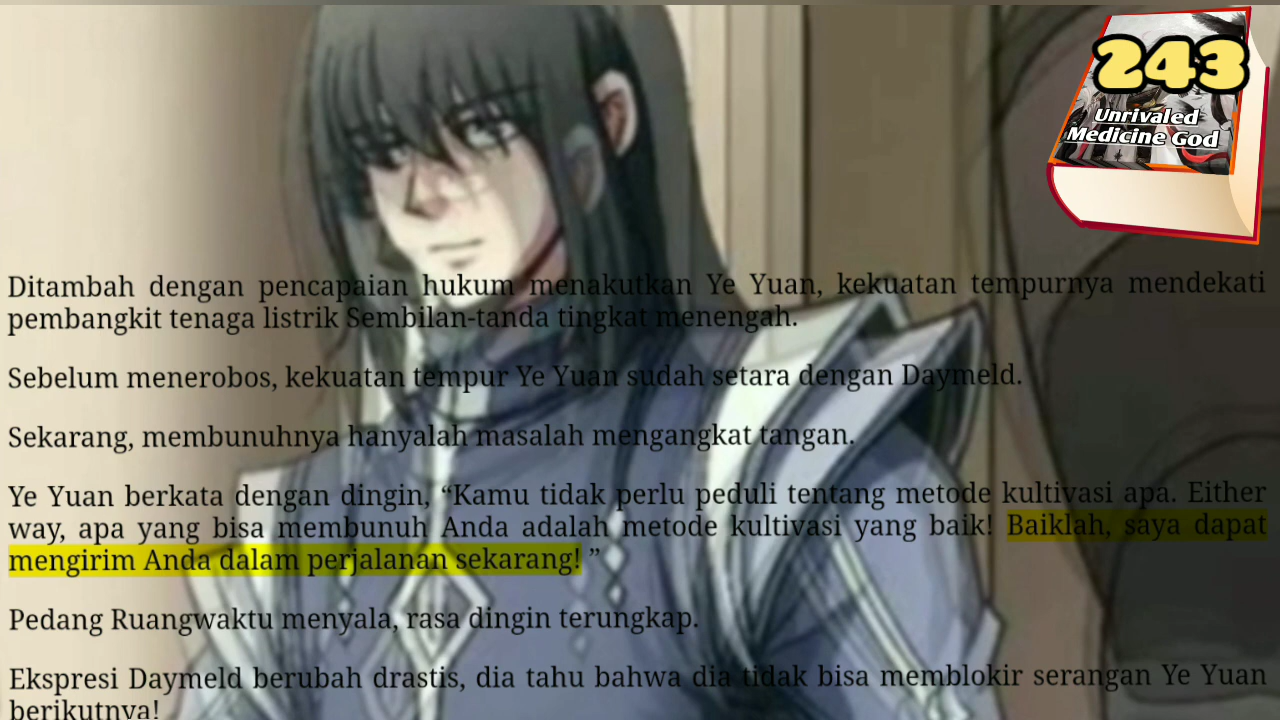 243
Unrivaled
Medicine God
Ditambah dengan pencapaian hukum menakutkan Ye Yuan, kekuatan tempurnya mendekati
pembangkit tenaga listrik Sembilan-tanda tingkat menengah.
Sebelum menerobos, kekuatan tempur Ye Yuan sudah setara dengan Daymeld.
Sekarang, membunuhnya hanyalah masalah mengangkat tangan.
Ye Yuan berkata dengan dingin, “Kamu tidak perlu peduli tentang metode kultivasi apa. Either
way, apa yang bisa membunuh Anda adalah metode kultivasi yang baik! Baiklah, saya dapat
mengirim Anda dalam perjalanan sekarang! ”
Pedang Ruangwaktu menyala, rasa dingin terungkap.
Ekspresi Daymeld berubah drastis, dia tahu bahwa dia tidak bisa memblokir serangan Ye Yuan
berikutnya!